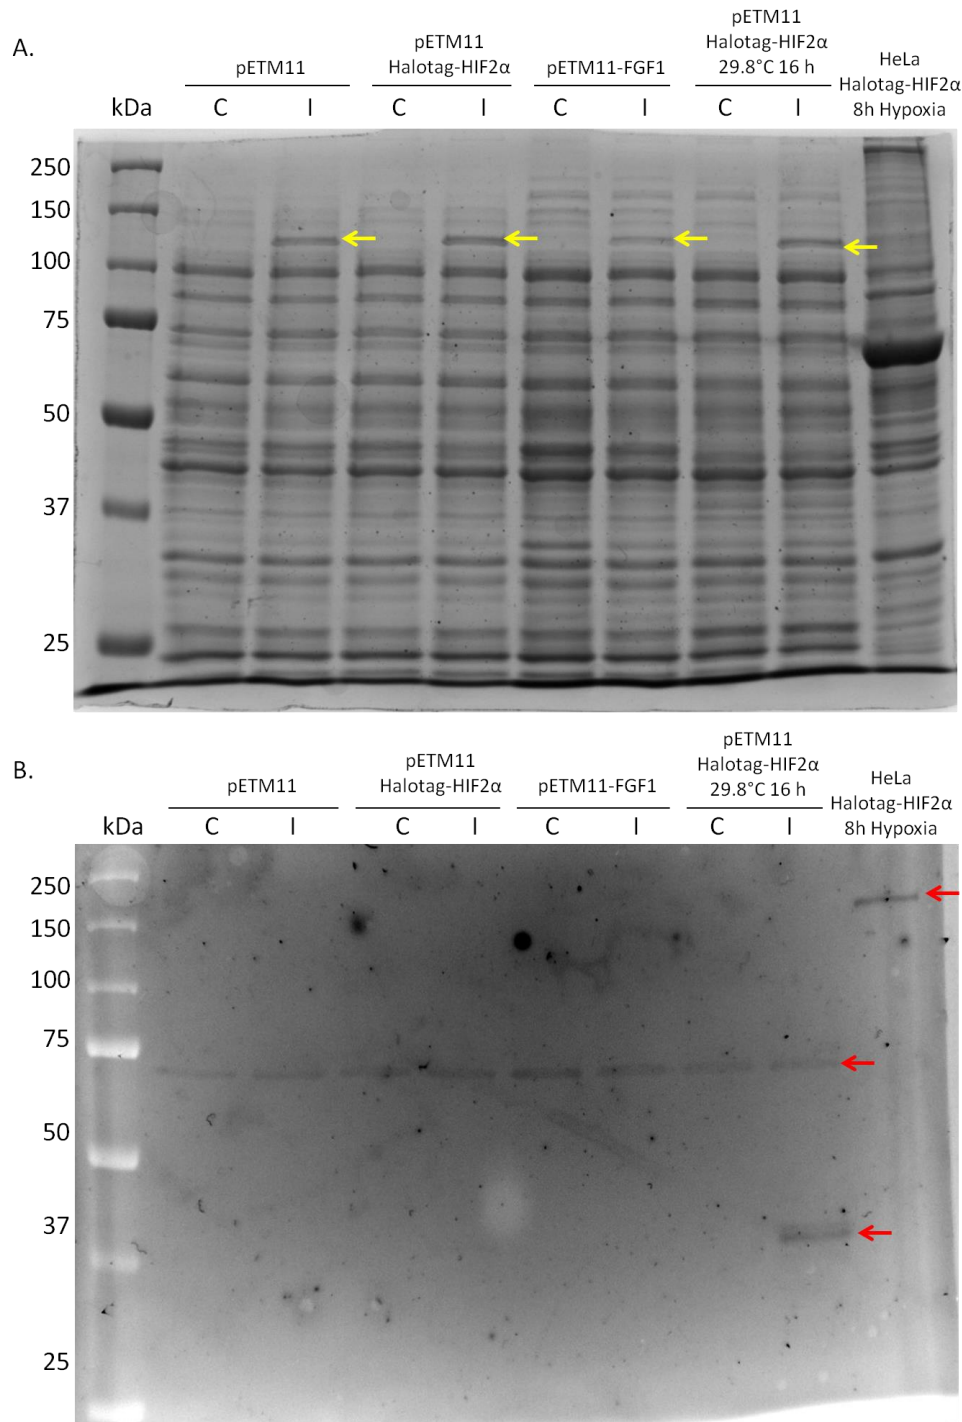 A.
pETM11
pETM11
Halotag-HIF2α
pETM11-FGF1
pETM11
Halotag-HIF2α
29.8°C 16 h
HeLa
Halotag-HIF2α
8h Hypoxia
kDa C I C I C I C I
250
150
100
75
50
37
25
B.
pETM11
pETM11
Halotag-HIF2α
pETM11-FGF1
pETM11
Halotag-HIF2α
29.8°C 16 h
HeLa
Halotag-HIF2α
8h Hypoxia
kDa C I C I C I C I
250
150
100
75
50
37
25